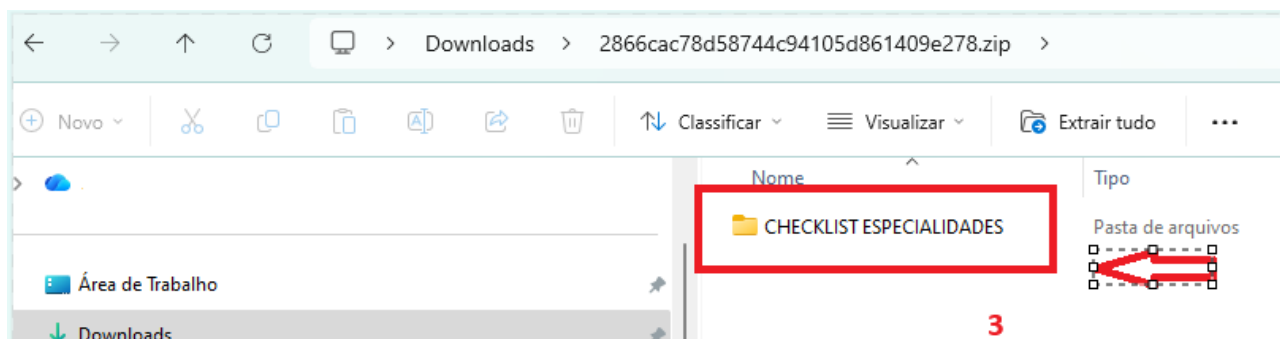 Downloads > 2866cac78d58744c94105d861409e278.zip >
Novo Classificar Visualizar Extrair tudo ...
Nome Tipo
CHECKLIST ESPECIALIDADES Pasta de arquivos
Área de Trabalho
Downloads
3